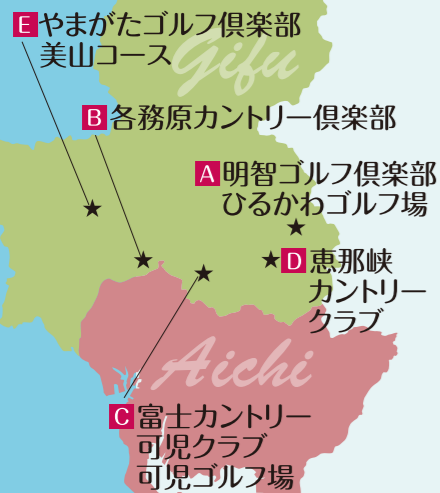 E やまがたゴルフ倶楽部
美山コース
Gifu
B 各務原カントリー倶楽部
A 明智ゴルフ倶楽部
ひるかわゴルフ場
D 恵那峡
カントリー
クラブ
Aichi
C 富士カントリー
可児クラブ
可児ゴルフ場